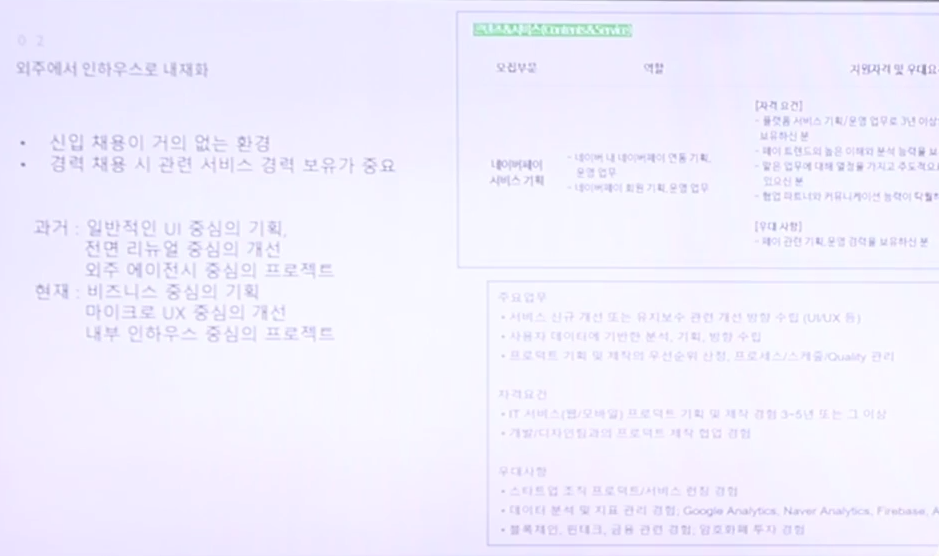 02
외주에서 인하우스로 내재화
• 신입 채용이 거의 없는 환경
• 경력 채용 시 관련 서비스 경력 보유가 중요
과거 : 일반적인 UI 중심의 기획,
전면 리뉴얼 중심의 개선
외주 에이전시 중심의 프로젝트
현재 : 비즈니스 중심의 기획
마이크로 UX 중심의 개선
내부 인하우스 중심의 프로젝트
콘텐츠&서비스(Contents&Service)
모집부문 역할 지원자격 및 우대요
네이버페이
서비스 기획
- 네이버 내 네이버페이 연동 기획,
운영 업무
- 네이버페이 회원 기획,운영 업무
[자격 요건]
- 플랫폼 서비스 기획/운영 업무로 3년 이상
보유하신 분
- 페이 트렌드의 높은 이해와 분석 능력을 보
- 맡은 업무에 대해 열정을 가지고 주도적으
있으신 분
- 협업 파트너와 커뮤니케이션 능력이 탁월하
[우대 사항]
- 페이 관련 기획,운영 경력을 보유하신 분
주요업무
• 서비스 신규 개선 또는 유지보수 관련 개선 방향 수립 (UI/UX 등)
• 사용자 데이터에 기반한 분석, 기획, 방향 수립
• 프로덕트 기획 및 제작의 우선순위 산정, 프로세스/스케줄/Quality 관리
자격요건
• IT 서비스(웹/모바일) 프로덕트 기획 및 제작 경험 3~5년 또는 그 이상
• 개발/디자인팀과의 프로덕트 제작 협업 경험
우대사항
• 스타트업 조직 프로덕트/서비스 런칭 경험
• 데이터 분석 및 지표 관리 경험; Google Analytics, Naver Analytics, Firebase, A
• 블록체인, 핀테크, 금융 관련 경험; 암호화폐 투자 경험